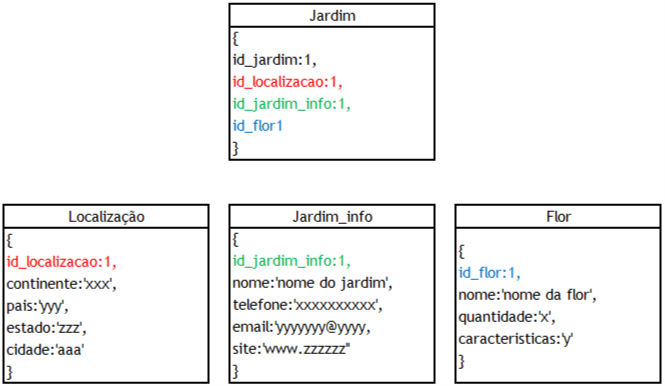 Jardim
{
id_jardim:1,
id_localizacao:1,
id_jardim_info:1,
id_flor1
}
Localização
{
id_localizacao:1,
continente:'xxx',
pais:'yyy',
estado:'zzz',
cidade:'aaa'
}
Jardim_info
{
id_jardim_info:1,
nome:'nome do jardim',
telefone:'xxxxxxxxxx',
email:'yyyyyyy@yyyy,
site:'www.zzzzzz"
}
Flor
{
id_flor:1,
nome:'nome da flor',
quantidade:'x',
caracteristicas:'y'
}